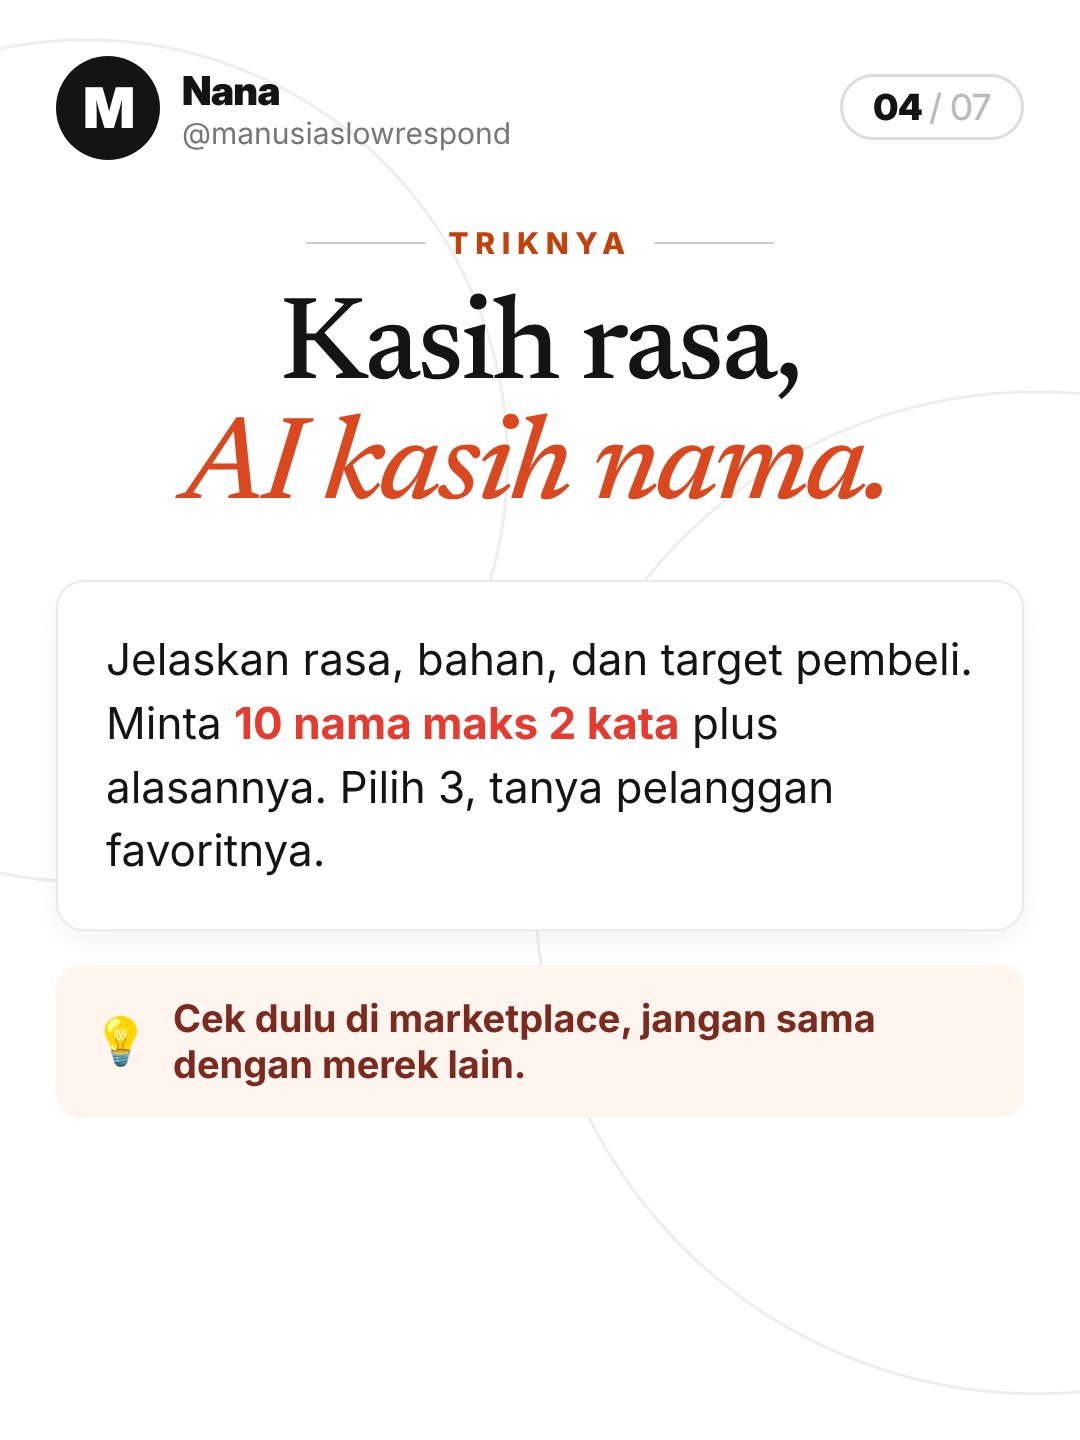 M
Nana
@manusiaslowrespond
04 / 07
TRIKNYA
Kasih rasa,
AI kasih nama.
Jelaskan rasa, bahan, dan target pembeli.
Minta 10 nama maks 2 kata plus
alasannya. Pilih 3, tanya pelanggan
favoritnya.
Cek dulu di marketplace, jangan sama
dengan merek lain.